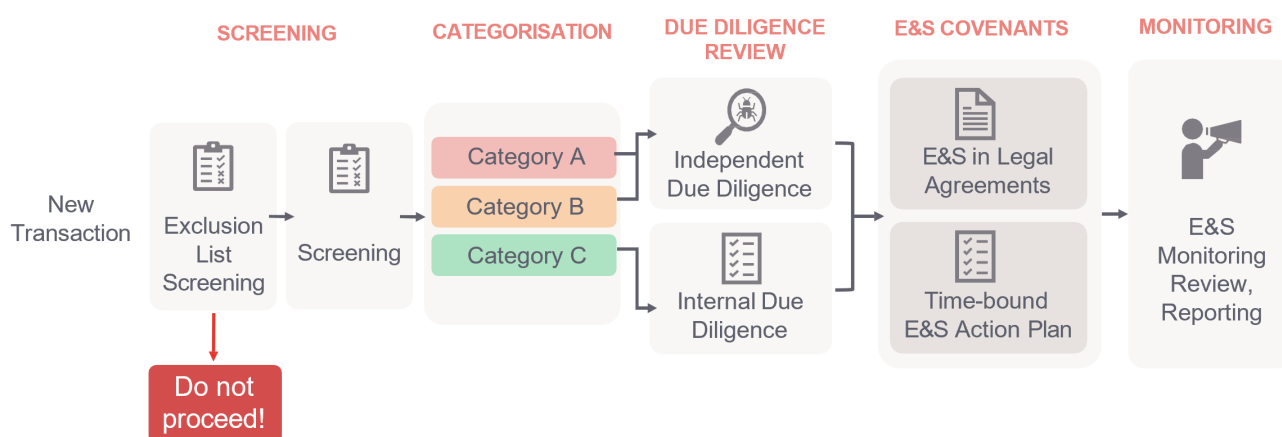 SCREENING
CATEGORISATION
DUE DILIGENCE
REVIEW
E&S COVENANTS
MONITORING
New
Transaction
Exclusion
List
Screening
Do not
proceed!
Screening
Category A
Category B
Category C
Independent
Due Diligence
Internal Due
Diligence
E&S in Legal
Agreements
Time-bound
E&S Action Plan
E&S
Monitoring
Review,
Reporting